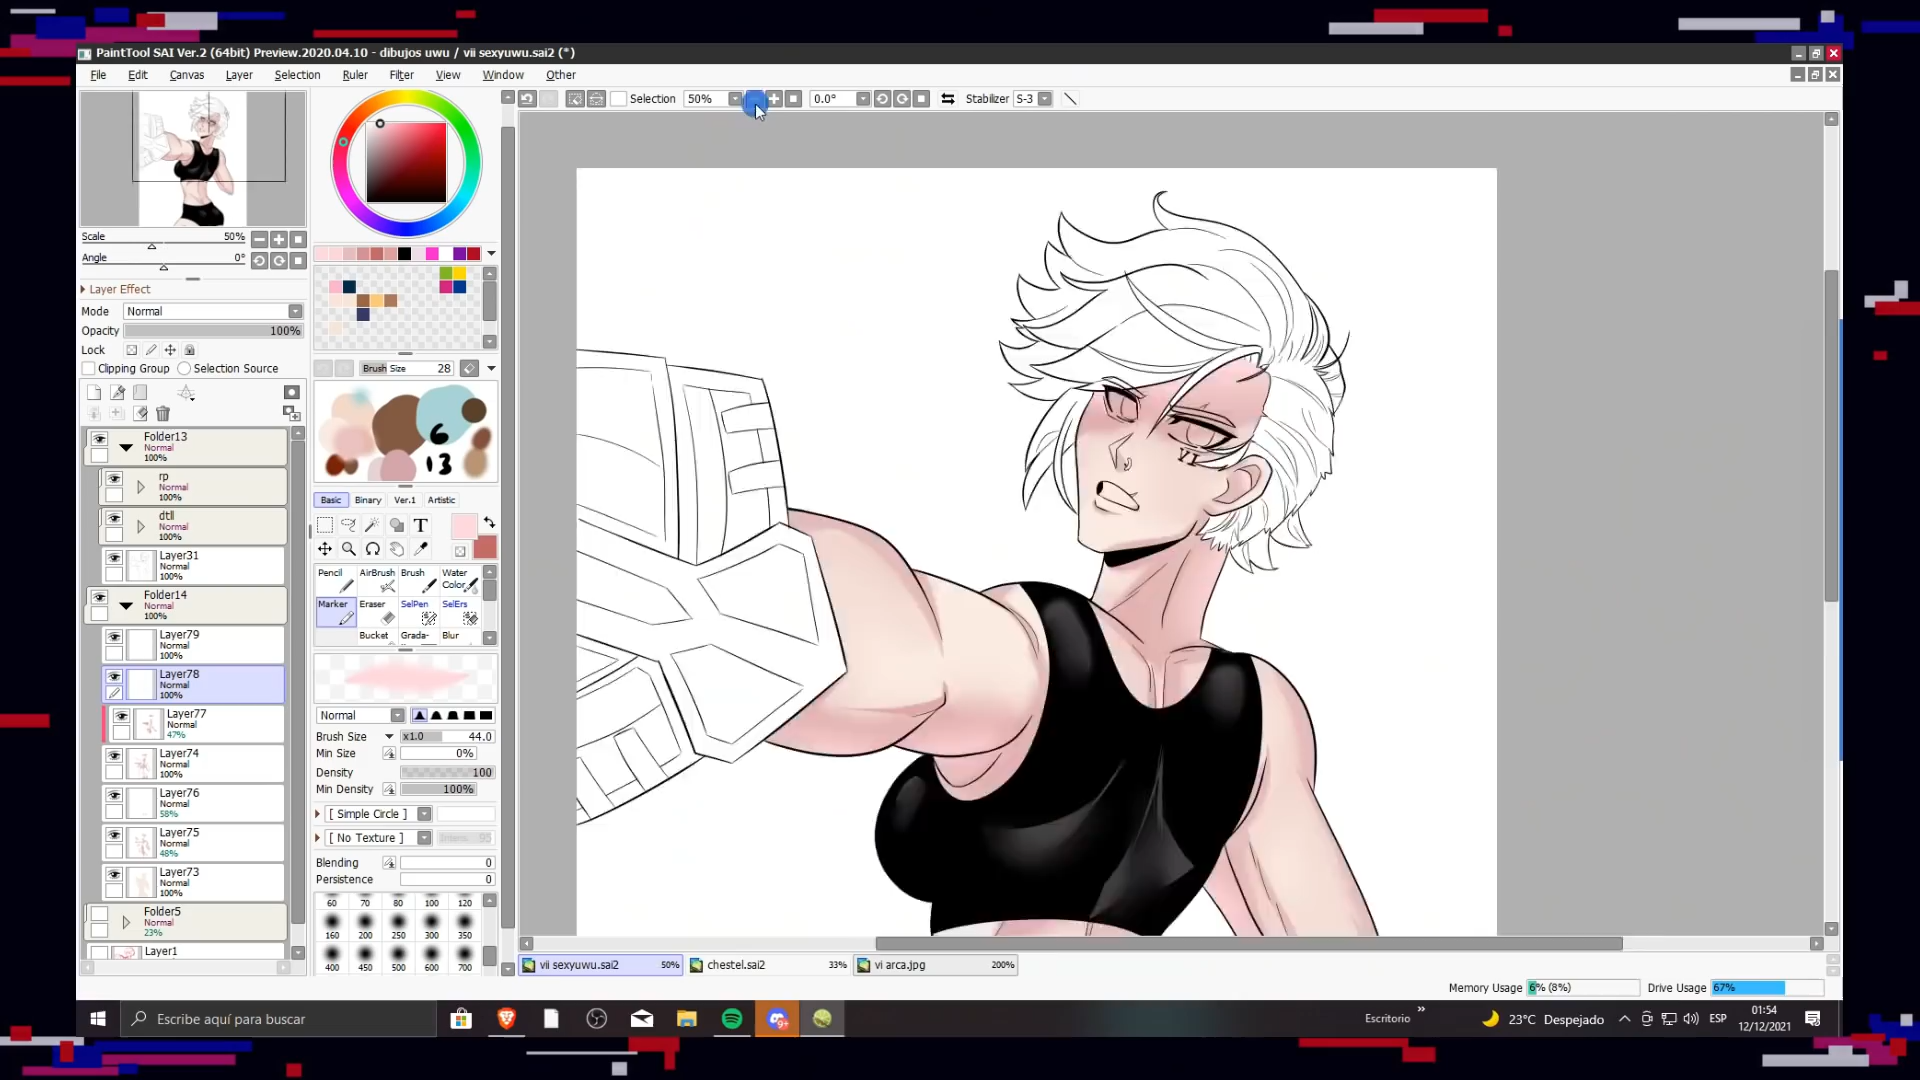 PaintTool SAI Ver.2 (64bit) Preview.2020.04.10 - dibujos uwu / vii sexyuwu.sai2 (*)
File Edit Canvas Layer Selection Ruler Filter View Window Other
Selection 50% 0.0° Stabilizer S-3
Scale 50%
Angle 0°
Layer Effect
Mode Normal
Opacity 100%
Lock
Clipping Group Selection Source
Folder13
Normal
100%
rp
Normal
100%
dtll
Normal
100%
Layer31
Normal
100%
Folder14
Normal
100%
Layer79
Normal
100%
Layer78
Normal
100%
Layer77
Normal
47%
Layer74
Normal
100%
Layer76
Normal
58%
Layer75
Normal
48%
Layer73
Normal
100%
Folder5
Normal
23%
Layer1
Brush Size 28
6
13
Basic Binary Ver.1 Artistic
T
Pencil AirBrush Brush Water
Color
Marker Eraser SelPen SelErs
Bucket Grada- Blur
Normal
Brush Size x1.0 44.0
Min Size 0%
Density 100
Min Density 100%
[ Simple Circle ]
[ No Texture ] 95
Blending 0
Persistence 0
60 70 80 100 120
160 200 250 300 350
400 450 500 600 700
VI
vii sexyuwu.sai2 50% chestel.sai2 33% vi arca.jpg 200%
Memory Usage 6% (8%) Drive Usage 67%
Escribe aquí para buscar
9+
Escritorio » 23°C Despejado ESP 01:54
12/12/2021